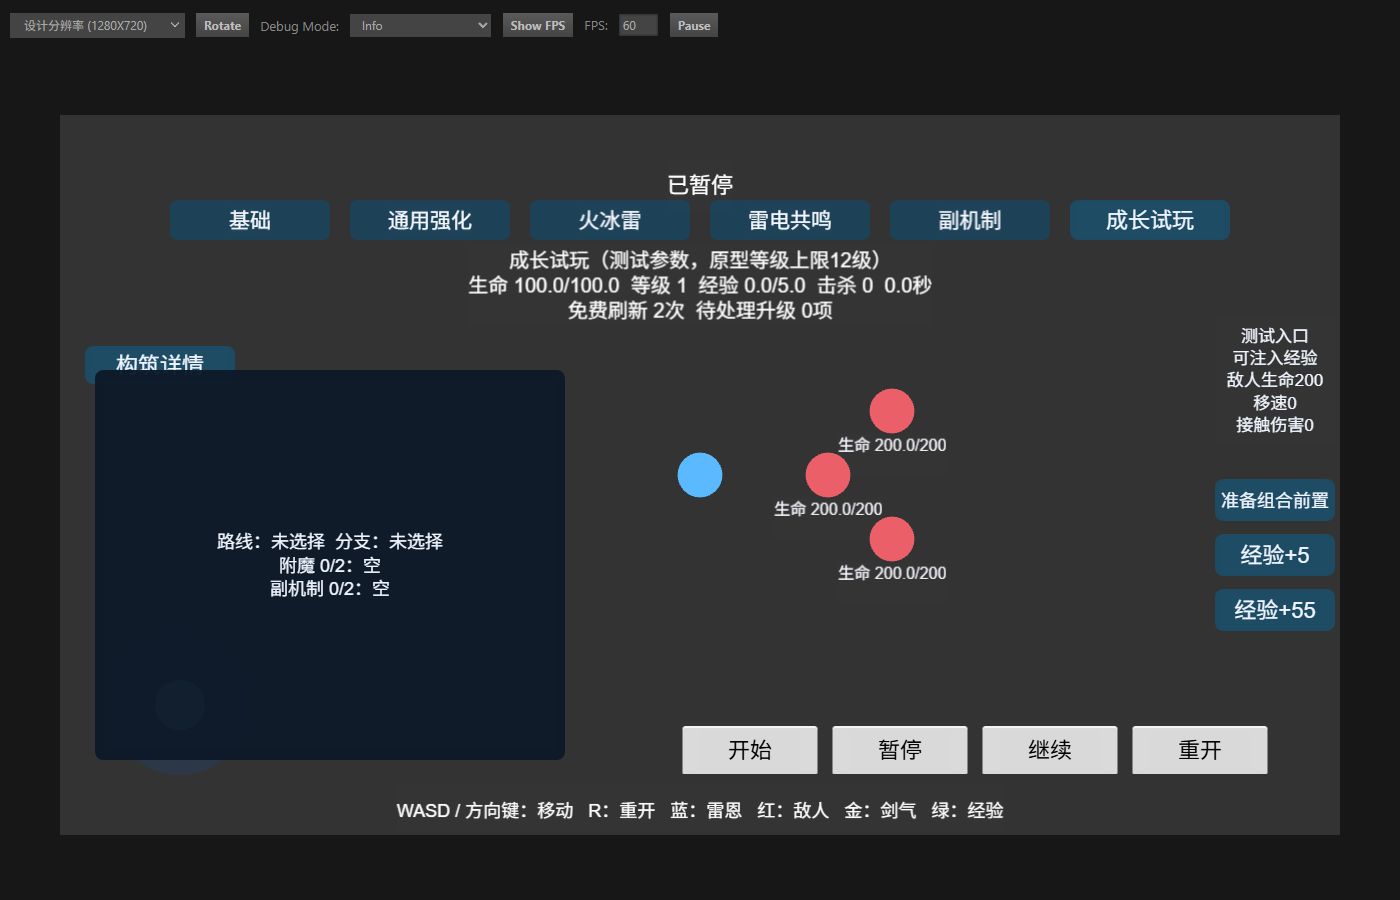 设计分辨率 (1280X720) Rotate Debug Mode: Info Show FPS FPS: 60 Pause
已暂停
基础 通用强化 火冰雷 雷电共鸣 副机制 成长试玩
成长试玩（测试参数，原型等级上限12级）
生命 100.0/100.0 等级 1 经验 0.0/5.0 击杀 0 0.0秒
免费刷新 2次 待处理升级 0项
构筑详情
路线：未选择 分支：未选择
附魔 0/2：空
副机制 0/2：空
生命 200.0/200
生命 200.0/200
生命 200.0/200
测试入口
可注入经验
敌人生命200
移速0
接触伤害0
准备组合前置
经验+5
经验+55
开始 暂停 继续 重开
WASD / 方向键：移动 R：重开 蓝：雷恩 红：敌人 金：剑气 绿：经验